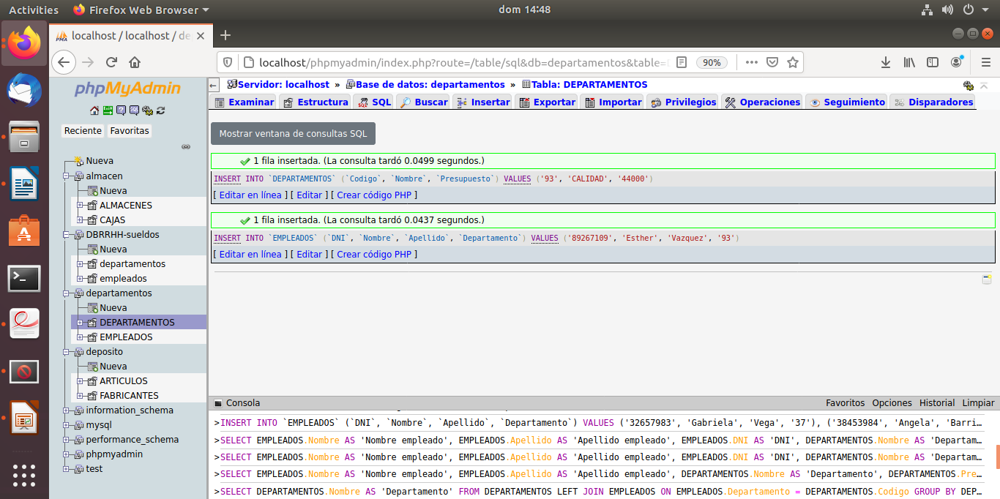 Activities Firefox Web Browser dom 14:48
localhost / localhost / de
localhost/phpmyadmin/index.php?route=/table/sql&db=departamentos&table= 90%
phpMyAdmin
Reciente Favoritas
Nueva
almacen
Nueva
ALMACENES
CAJAS
DBRRHH-sueldos
Nueva
departamentos
empleados
departamentos
Nueva
DEPARTAMENTOS
EMPLEADOS
deposito
Nueva
ARTICULOS
FABRICANTES
information_schema
mysql
performance_schema
phpmyadmin
test
Servidor: localhost » Base de datos: departamentos » Tabla: DEPARTAMENTOS
Examinar Estructura SQL Buscar Insertar Exportar Importar Privilegios Operaciones Seguimiento Disparadores
Mostrar ventana de consultas SQL
1 fila insertada. (La consulta tardó 0.0499 segundos.)
INSERT INTO `DEPARTAMENTOS` (`Codigo`, `Nombre`, `Presupuesto`) VALUES ('93', 'CALIDAD', '44000')
[ Editar en línea ] [ Editar ] [ Crear código PHP ]
1 fila insertada. (La consulta tardó 0.0437 segundos.)
INSERT INTO `EMPLEADOS` (`DNI`, `Nombre`, `Apellido`, `Departamento`) VALUES ('89267109', 'Esther', 'Vazquez', '93')
[ Editar en línea ] [ Editar ] [ Crear código PHP ]
Consola Favoritos Opciones Historial Limpiar
>INSERT INTO `EMPLEADOS` (`DNI`, `Nombre`, `Apellido`, `Departamento`) VALUES ('32657983', 'Gabriela', 'Vega', '37'), ('38453984', 'Angela', 'Barri…
>SELECT EMPLEADOS.Nombre AS 'Nombre empleado', EMPLEADOS.Apellido AS 'Apellido empleado', EMPLEADOS.DNI AS 'DNI', DEPARTAMENTOS.Nombre AS 'Departam…
>SELECT EMPLEADOS.Nombre AS 'Nombre empleado', EMPLEADOS.Apellido AS 'Apellido empleado', EMPLEADOS.DNI AS 'DNI', DEPARTAMENTOS.Nombre AS 'Departam…
>SELECT EMPLEADOS.Nombre AS 'Nombre empleado', EMPLEADOS.Apellido AS 'Apellido empleado', DEPARTAMENTOS.Nombre AS 'Departamento', DEPARTAMENTOS.Pre…
>SELECT DEPARTAMENTOS.Nombre AS 'Departamento' FROM DEPARTAMENTOS LEFT JOIN EMPLEADOS ON EMPLEADOS.Departamento = DEPARTAMENTOS.Codigo GROUP BY DEP…